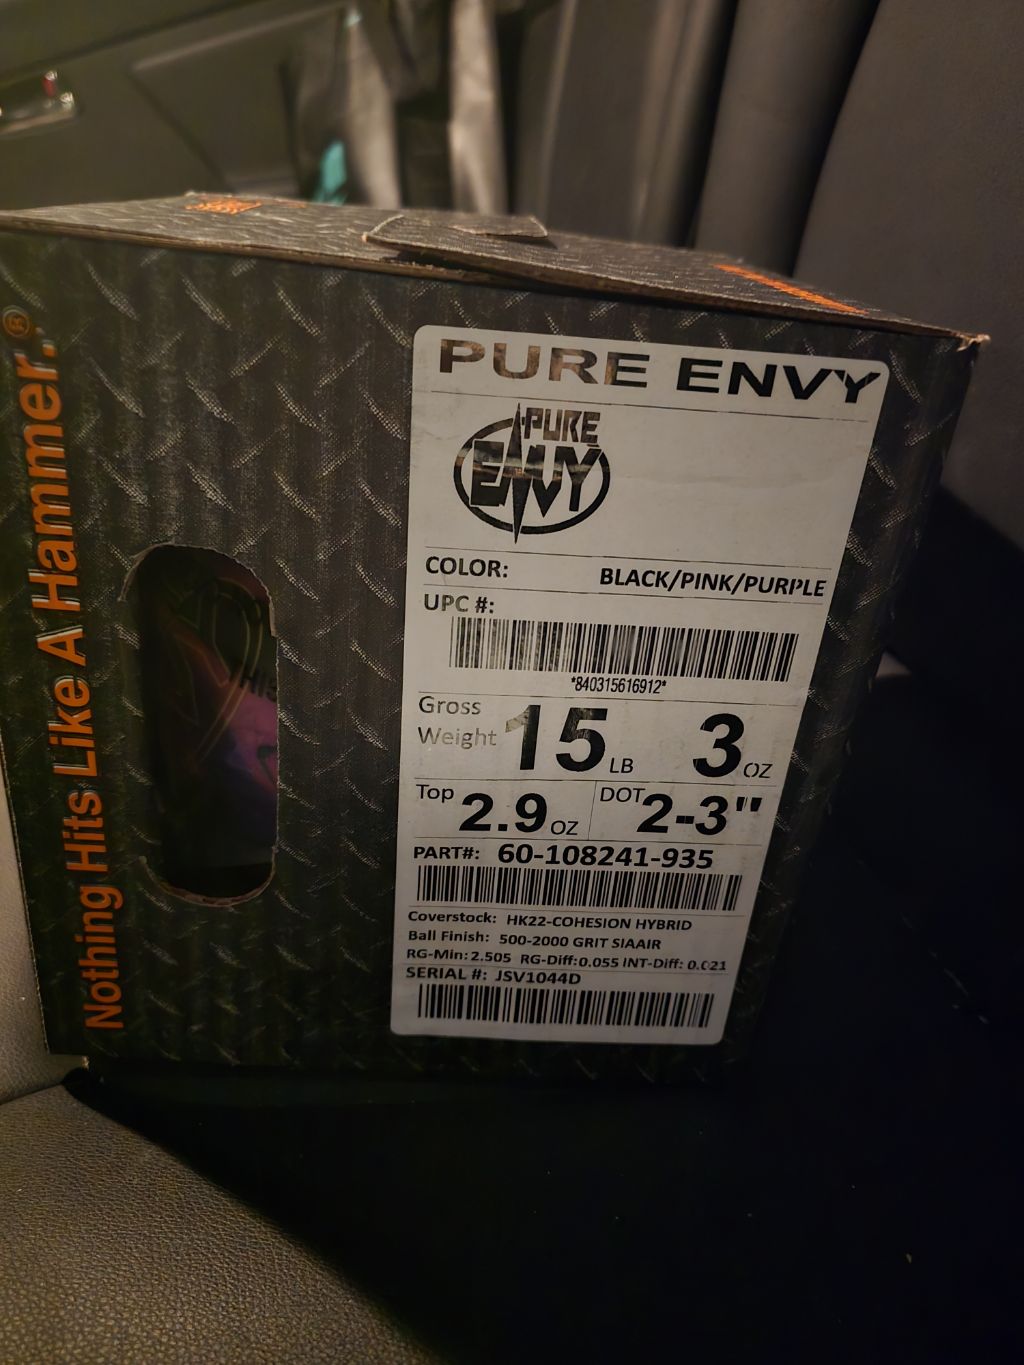 Nothing Hits Like A Hammer.®
PURE ENVY
PURE
ENVY
COLOR: BLACK/PINK/PURPLE
UPC #:
*840315616912*
Gross
Weight 15 LB 3 OZ
Top 2.9 OZ DOT 2-3"
PART#: 60-108241-935
Coverstock: HK22-COHESION HYBRID
Ball Finish: 500-2000 GRIT SIAAIR
RG-Min: 2.505 RG-Diff:0.055 INT-Diff: 0.021
SERIAL #: JSV1044D